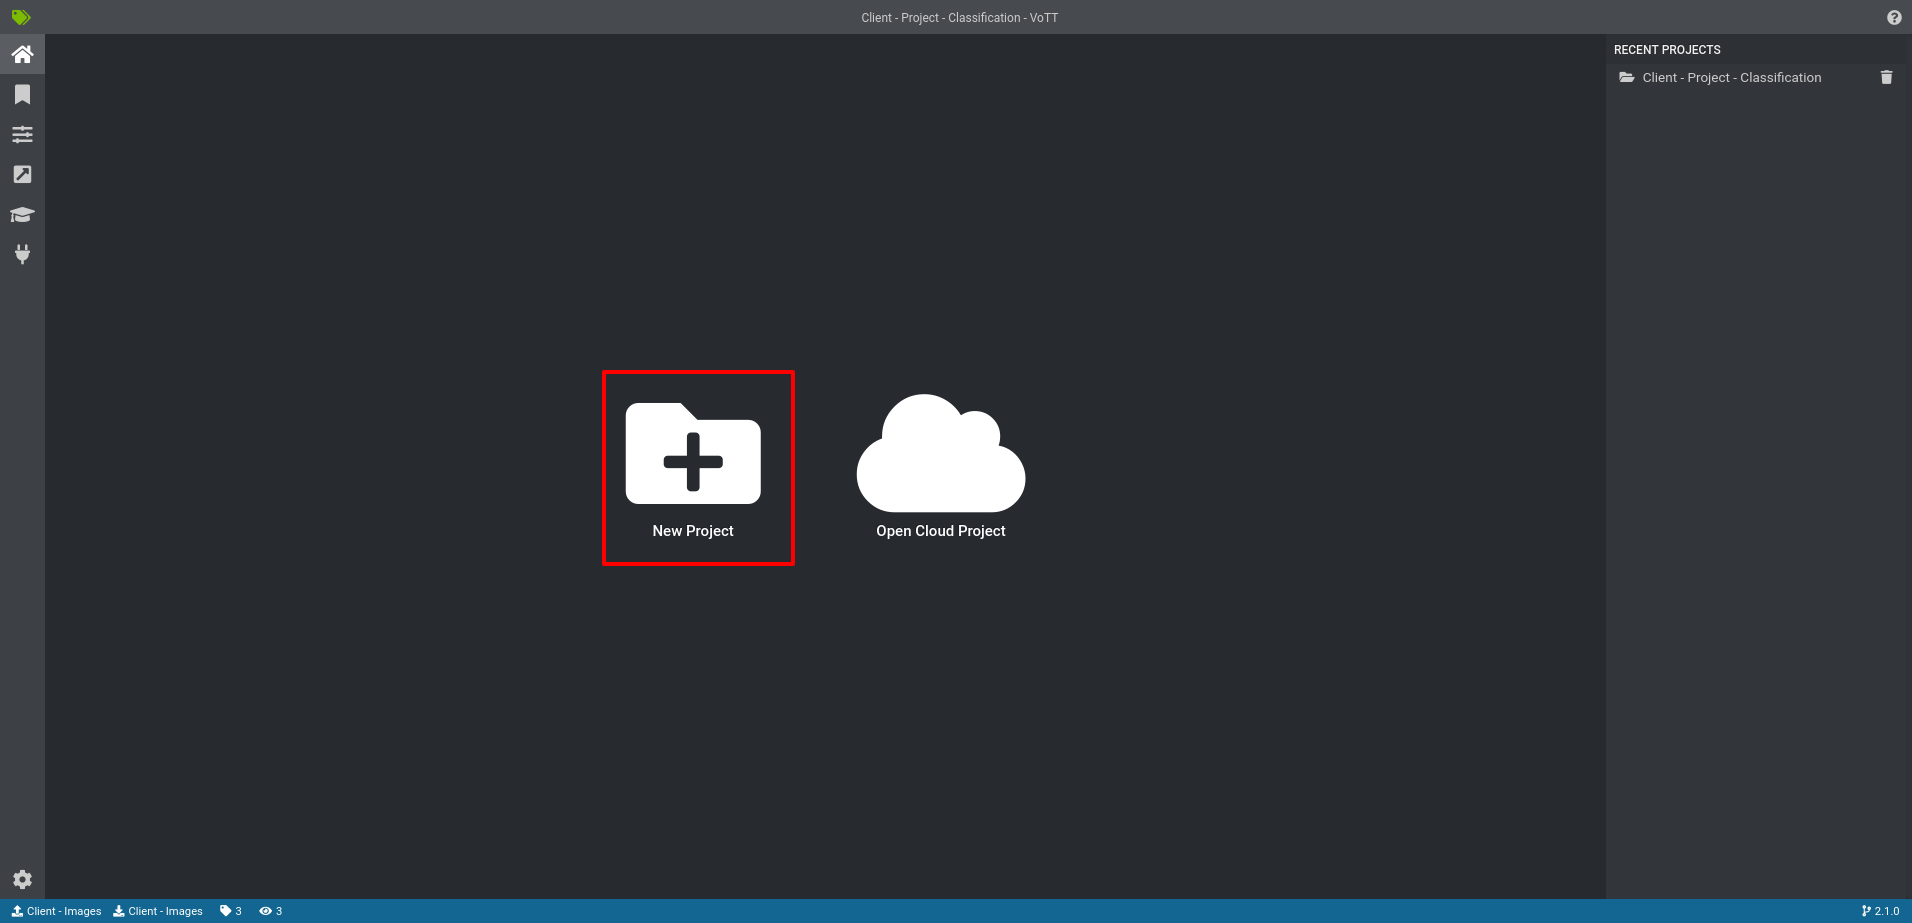 Client - Project - Classification - VoTT
RECENT PROJECTS
Client - Project - Classification
New Project
Open Cloud Project
Client - Images
Client - Images
3
3
2.1.0